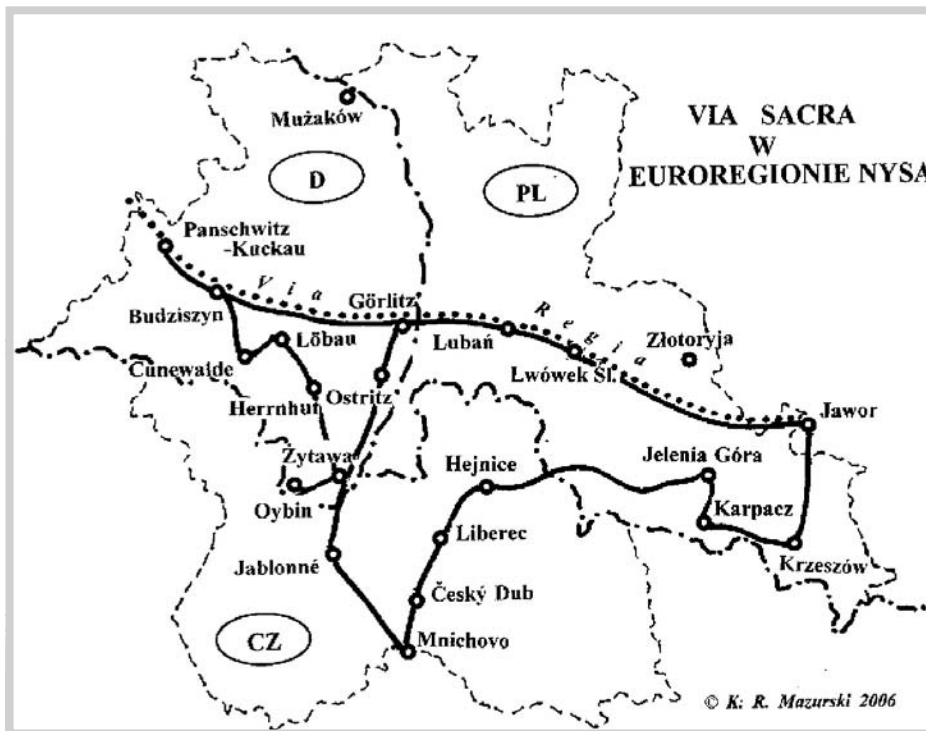 VIA SACRA
W
EUROREGIONIE NYSA
Mużaków
D
PL
Panschwitz
-Kuckau
Via Regia
Budziszyn
Görlitz
Löbau
Lubań
Złotoryja
Cunewalde
Lwówek Śl.
Herrnhut
Ostritz
Jawor
Żytawa
Hejnice
Jelenia Góra
Oybin
Karpacz
Liberec
Jablonné
Krzeszów
Český Dub
CZ
Mnichovo
© K. R. Mazurski 2006